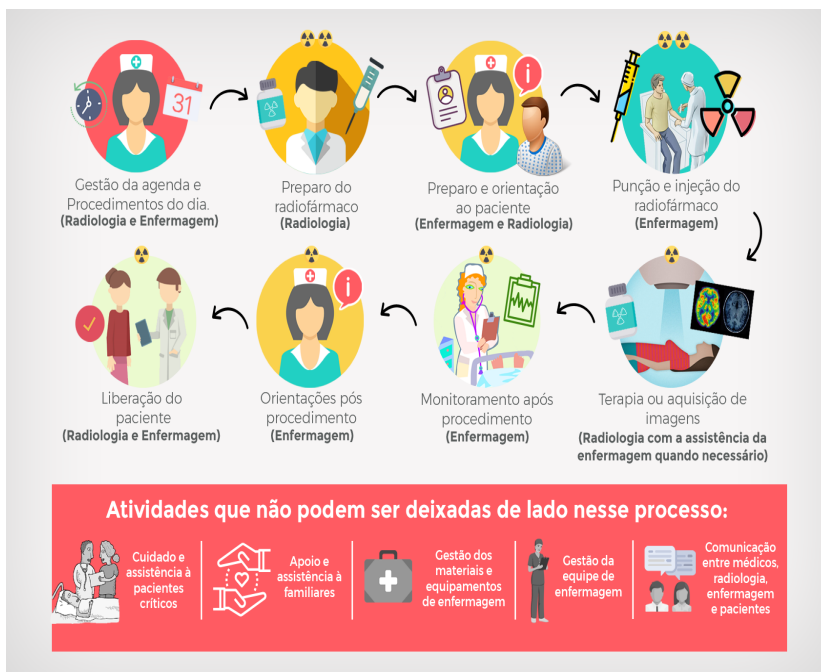 31
Gestão da agenda e
Procedimentos do dia.
(Radiologia e Enfermagem)
Preparo do
radiofármaco
(Radiologia)
i
Preparo e orientação
ao paciente
(Enfermagem e Radiologia)
Punção e injeção do
radiofármaco
(Enfermagem)
Liberação do
paciente
(Radiologia e Enfermagem)
i
Orientações pós
procedimento
(Enfermagem)
Monitoramento após
procedimento
(Enfermagem)
Terapia ou aquisição de
imagens
(Radiologia com a assistência da
enfermagem quando necessário)
Atividades que não podem ser deixadas de lado nesse processo:
Cuidado e
assistência à
pacientes
críticos
Apoio e
assistência à
familiares
Gestão dos
materiais e
equipamentos
de enfermagem
Gestão da
equipe de
enfermagem
Comunicação
entre médicos,
radiologia,
enfermagem
e pacientes